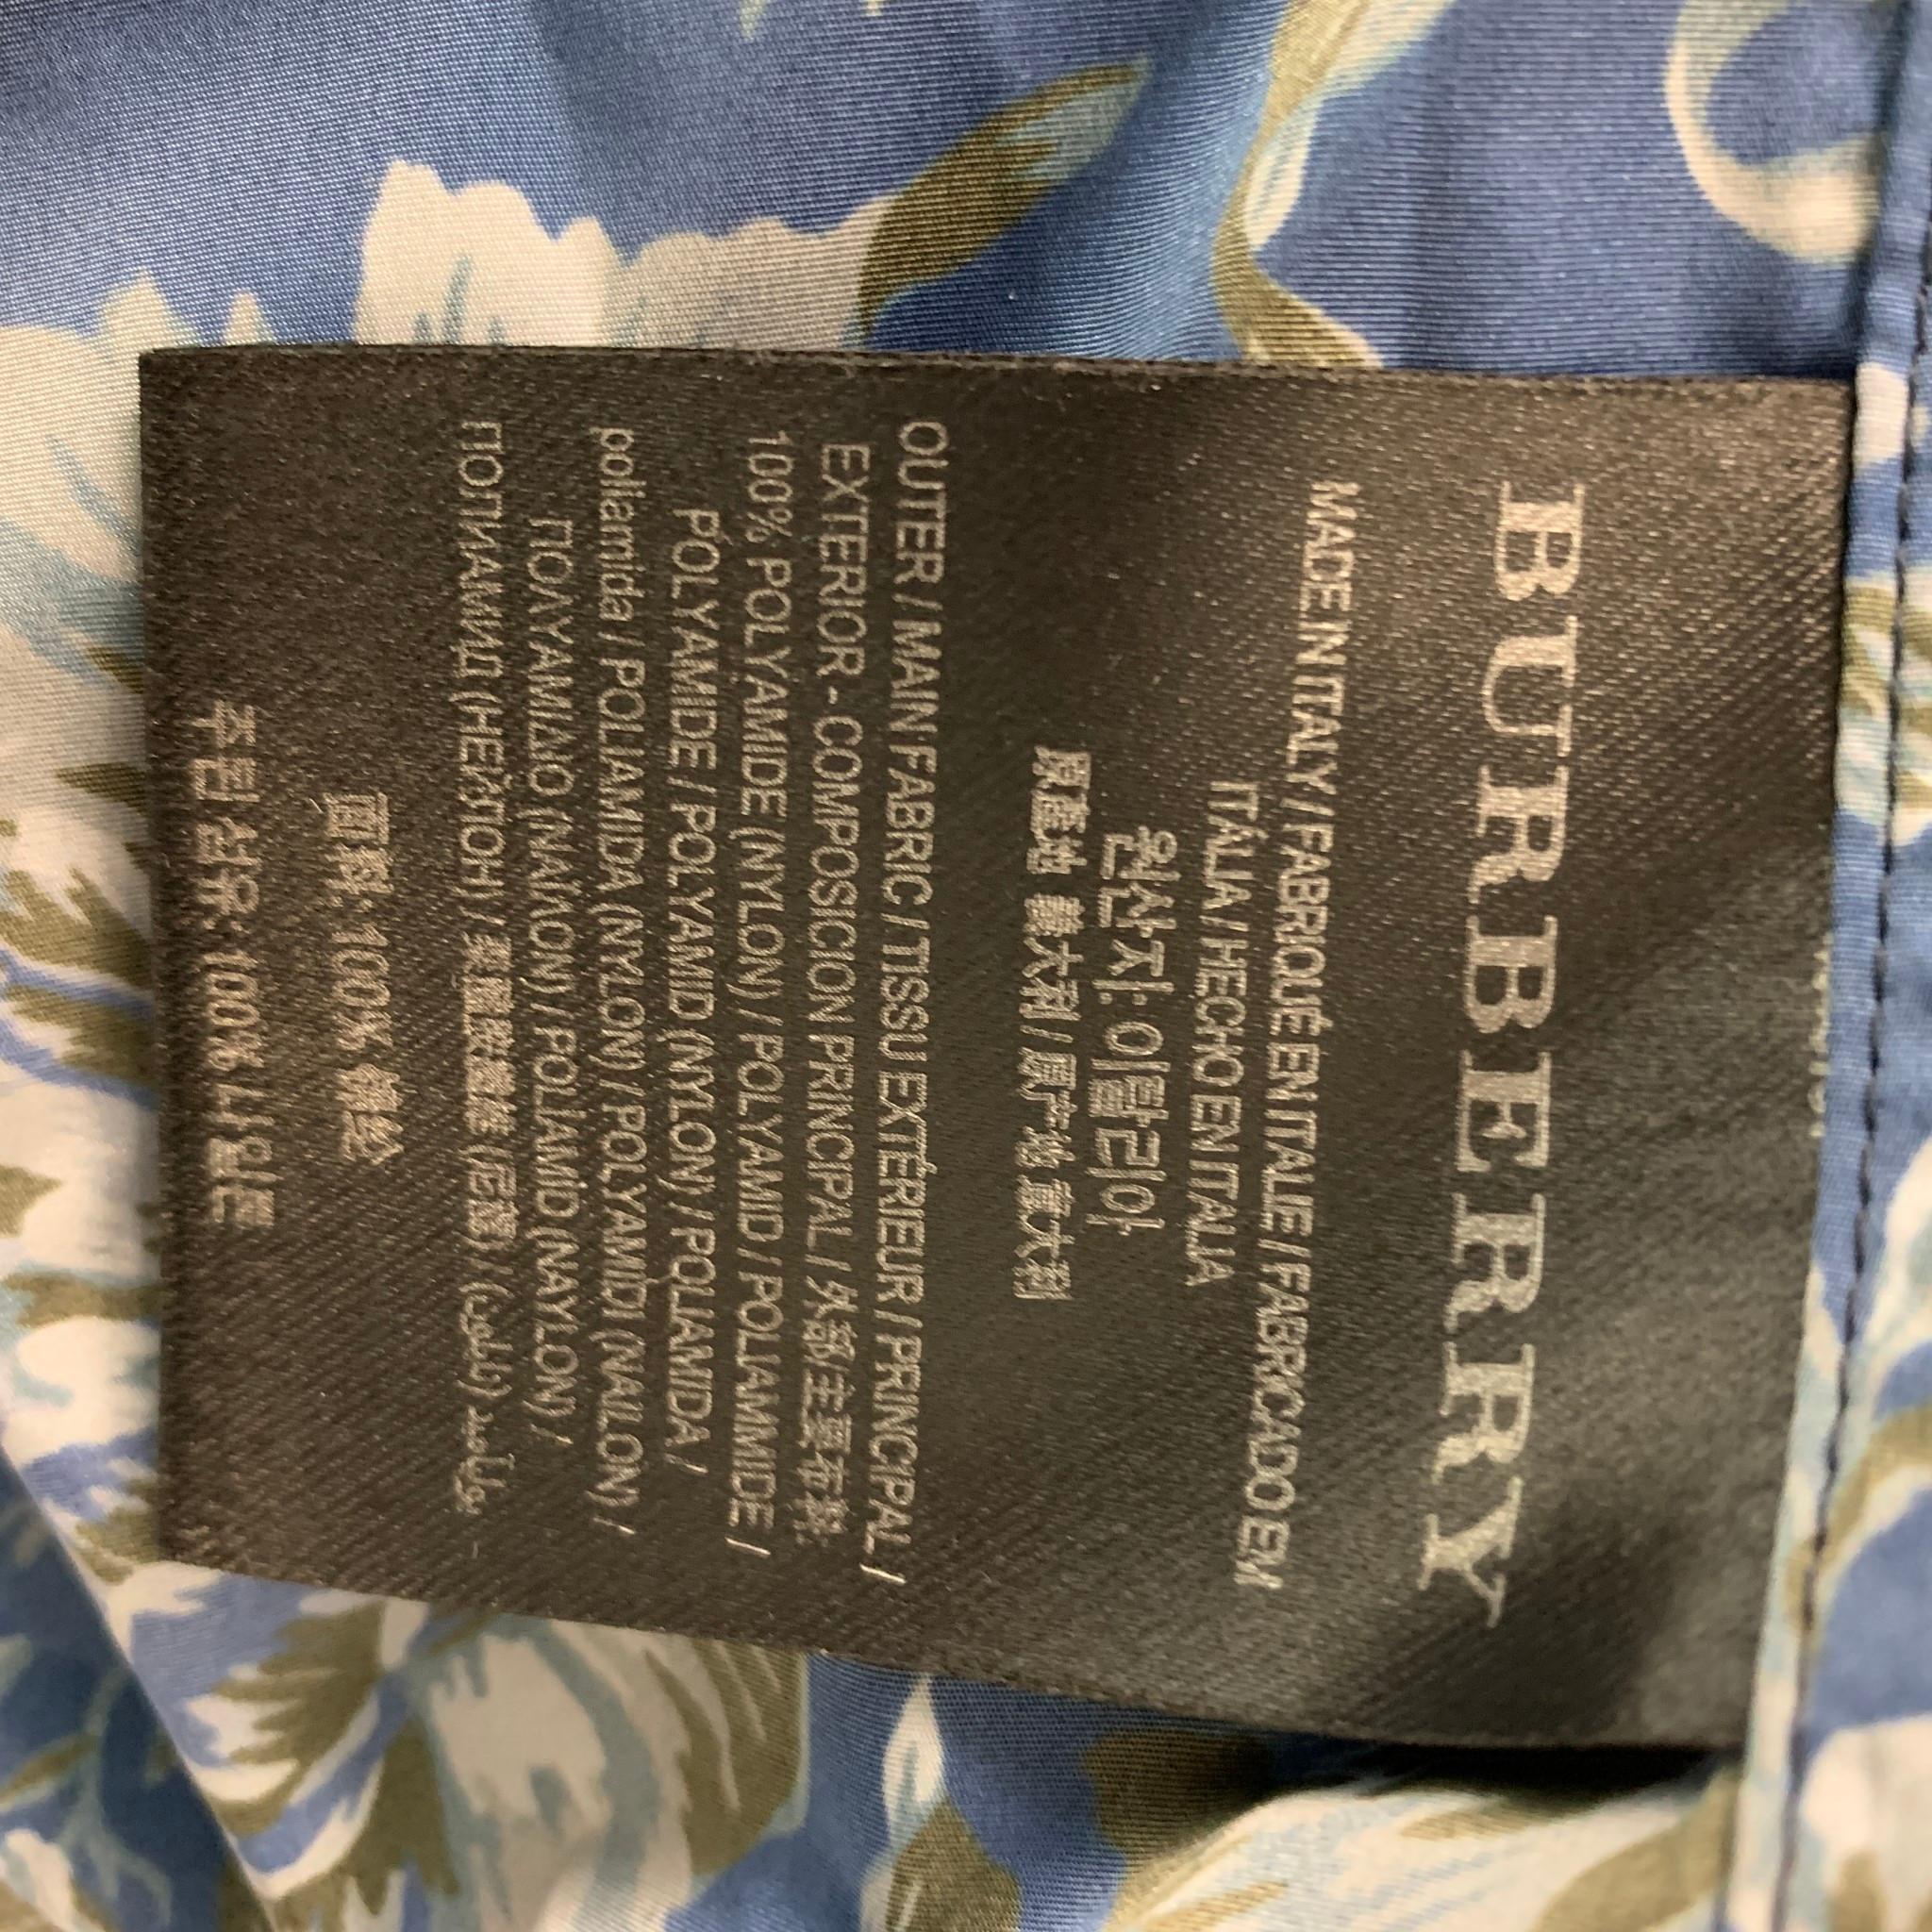 BURBERRY
MADE IN ITALY / FABRIQUÉ EN ITALIE / FABRICADO EM
ITÁLIA / HECHO EN ITALIA
원산지: 이탈리아
原產地 義大利 / 原产地 意大利
OUTER / MAIN FABRIC / TISSU EXTÉRIEUR / PRINCIPAL /
EXTERIOR - COMPOSICION PRINCIPAL / 外部/主要布料:
100% POLYAMIDE (NYLON) / POLYAMID / POLIAMMIDE /
POLYAMIDE / POLYAMID (NYLON) / POLIAMIDA /
poliamida / POLIAMIDA (NYLON) / POLYAMIDI (NAILON) /
ΠΟΛΥΑΜΙΔΙΟ (ΝΑΪΛΟΝ) / POLIAMİD (NAYLON) /
ПОЛИАМИД (НЕЙЛОН) / 聚醯胺纖維 (尼龍) / بولياميد (نايلون)
面料:100% 锦纶
주된섬유:100%나일론